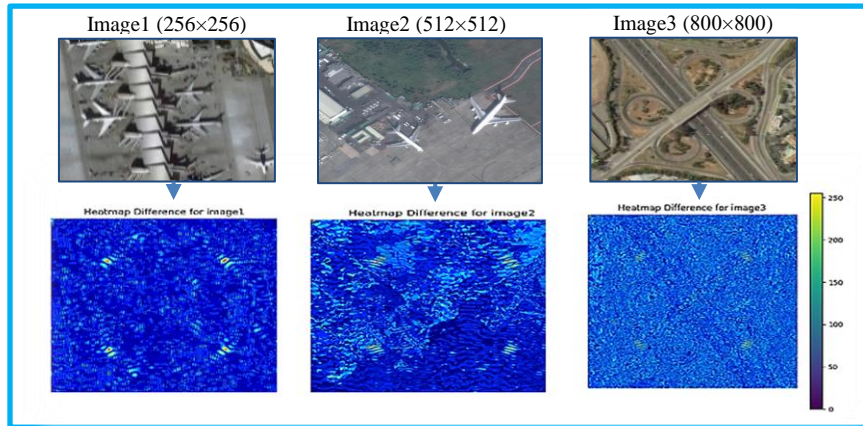 Image1 (256×256)
Image2 (512×512)
Image3 (800×800)
Heatmap Difference for image1
Heatmap Difference for image2
Heatmap Difference for image3
250
200
150
100
50
0